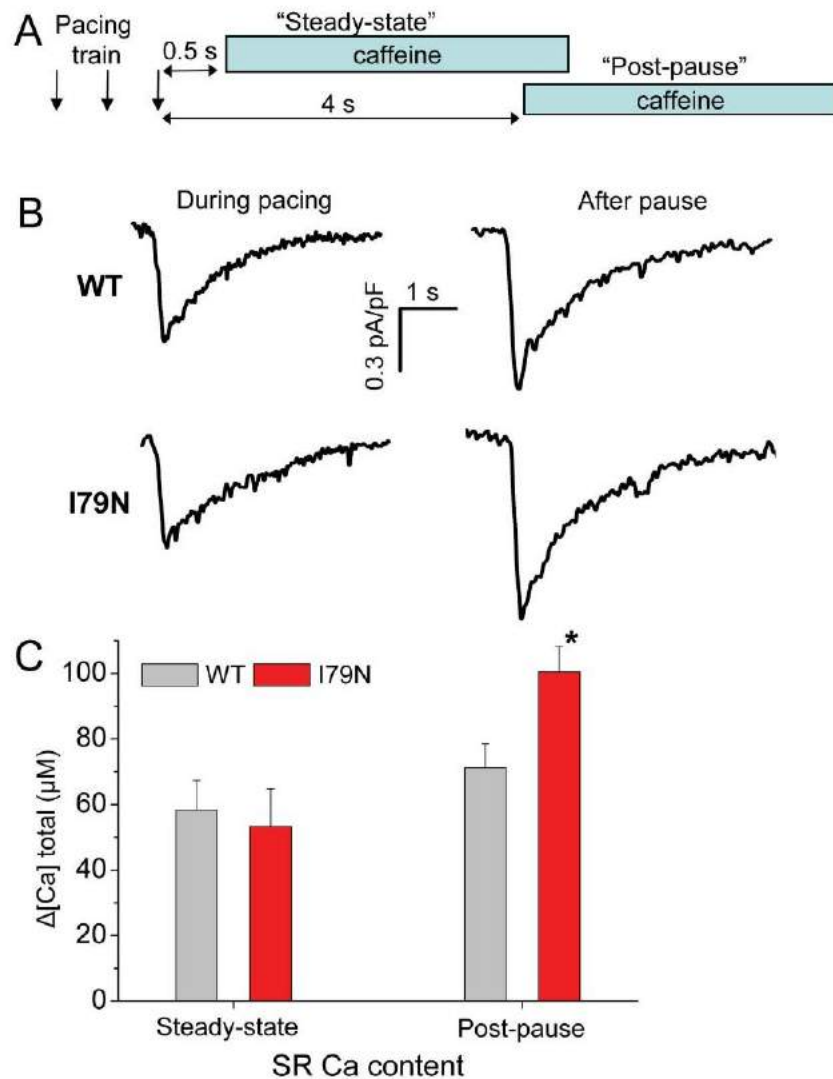 A
Pacing
train
0.5 s
“Steady-state”
caffeine
“Post-pause”
caffeine
4 s
B
During pacing
After pause
WT
1 s
0.3 pA/pF
I79N
C
WT
I79N
*
100
80
60
40
20
0
Δ[Ca] total (µM)
Steady-state
Post-pause
SR Ca content